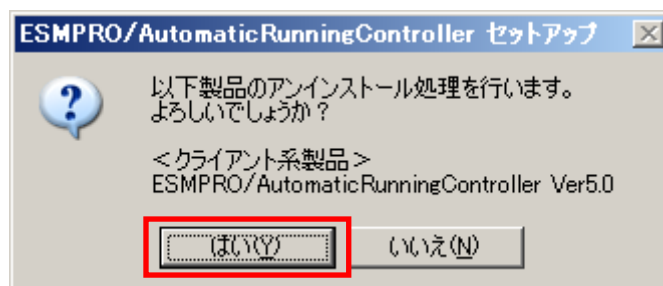 ESMPRO/AutomaticRunningController セットアップ
以下製品のアンインストール処理を行います。
よろしいでしょうか？
＜クライアント系製品＞
ESMPRO/AutomaticRunningController Ver5.0
はい(Y) いいえ(N)